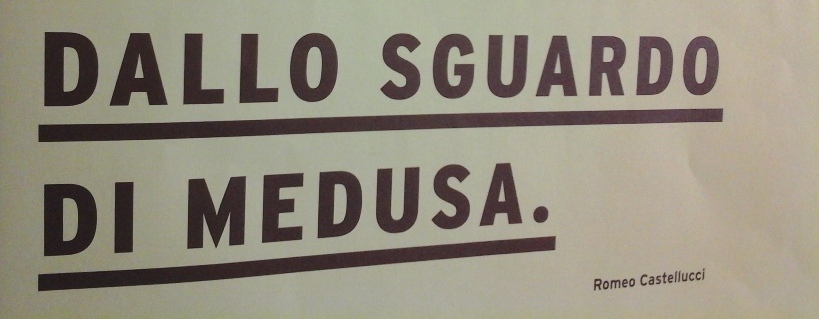 DALLO SGUARDO
DI MEDUSA.
Romeo Castellucci